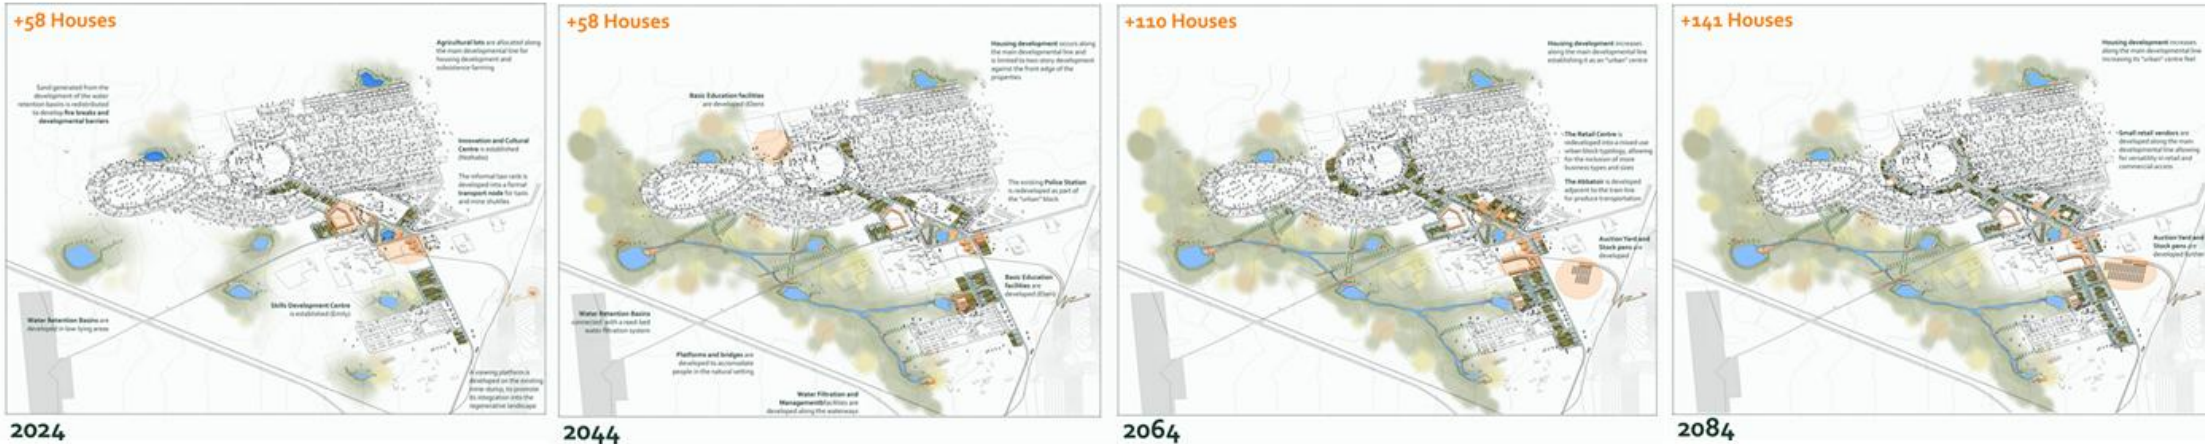 +58 Houses
Agricultural lots are allocated along
the main developmental line for
housing development and
subsistence farming
Sand generated from the
development of the water
retention basins is redistributed
to develop fire breaks and
developmental barriers
Innovation and Cultural
Centre is established
The informal taxi rank is
developed into a formal
transport node for taxis
and mine shuttles
Skills Development Centre
is established (Emily)
Water Retention Basins are
developed in low lying areas
A viewing platform is
developed on the existing
mine dump, to promote
its integration into the
regenerative landscape
2024
+58 Houses
Housing development occurs along
the main developmental line and
is limited to two story development
against the front edge of the
properties
Basic Education facilities
are developed (Eben)
The existing Police Station
is redeveloped as part of
the "urban" block
Basic Education
facilities are
developed (Eben)
Water Retention Basins
connected with a reed bed
water filtration system
Platforms and bridges are
developed to accomodate
people in the natural setting
Water Filtration and
Management facilities are
developed along the waterways
2044
+110 Houses
Housing development increases
along the main developmental line
establishing it as an "urban" centre
The Retail Centre is
redeveloped into a mixed use
urban block typology, allowing
for the inclusion of more
business types and sizes
The Abbatoir is developed
adjacent to the train line
for produce transportation
Auction Yard and
Stock pens are
developed
2064
+141 Houses
Housing development increases
along the main developmental line
increasing its "urban" centre feel
Small retail vendors are
developed along the main
developmental line allowing
for versatility in retail and
commercial access
Auction Yard and
Stock pens are
developed further
2084